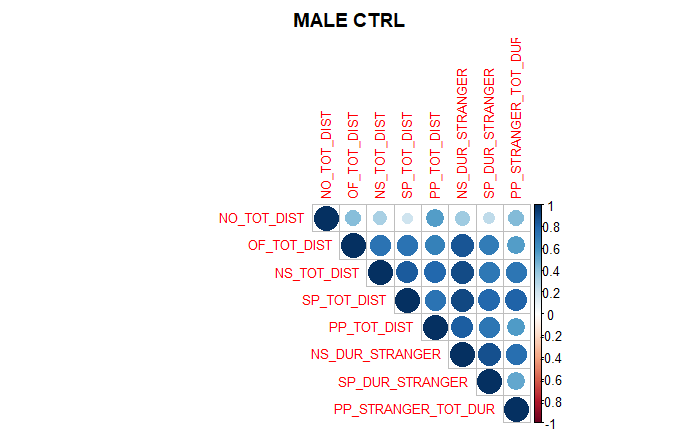 MALE CTRL
NO_TOT_DIST
OF_TOT_DIST
NS_TOT_DIST
SP_TOT_DIST
PP_TOT_DIST
NS_DUR_STRANGER
SP_DUR_STRANGER
PP_STRANGER_TOT_DUR
NO_TOT_DIST
OF_TOT_DIST
NS_TOT_DIST
SP_TOT_DIST
PP_TOT_DIST
NS_DUR_STRANGER
SP_DUR_STRANGER
PP_STRANGER_TOT_DUR
1
0.8
0.6
0.4
0.2
0
-0.2
-0.4
-0.6
-0.8
-1